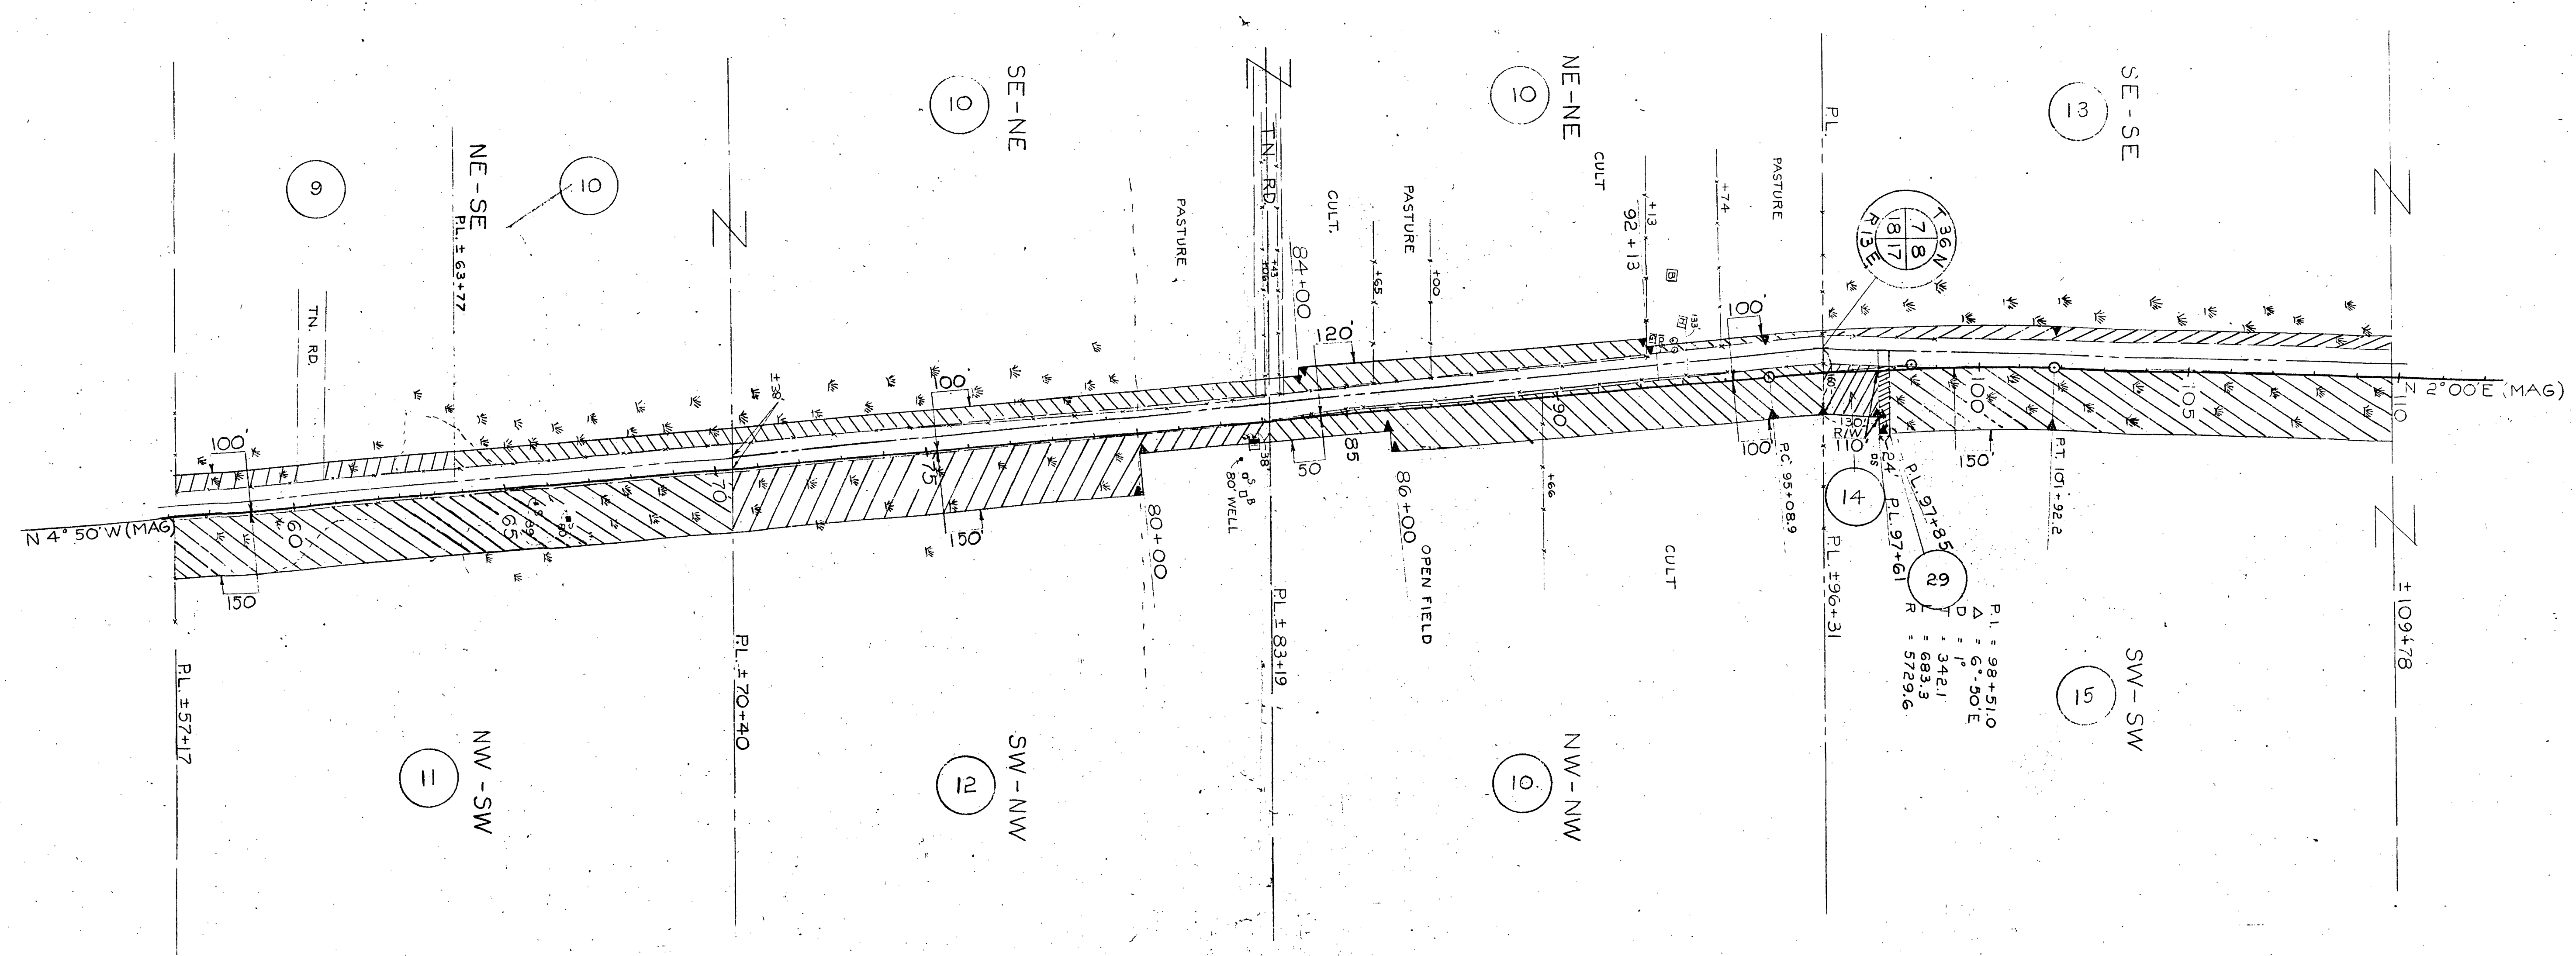 SE-NE
10
NE-NE
10
SE-SE
13
9
NE-SE
10
P.L. ± 63+77
TN. RD.
TN. RD.
PASTURE
CULT.
PASTURE
CULT
PASTURE
+43
84+00
+65
+00
+13
92+13
+74
B
133'
P.L.
T 36 N
7 8
18 17
R 13 E
100'
120'
100'
100'
±38'
N 4° 50' W (MAG)
60
65
70
75
85
90
100
105
110
N 2° 00' E (MAG)
150
150'
80+00
80' WELL
38'
50
86+00
OPEN FIELD
+66
CULT
100'
P.C. 95+08.9
130'
R/W
110'
24'
14
P.L. 97+85
P.L. 97+61
29
150'
P.T. 101+92.2
P.L. ± 57+17
P.L. ± 70+40
P.L. ± 83+19
P.L. ± 96+31
± 109+78
P.I. = 98+51.0
Δ = 6°-50'E
D = 1°
T = 342.1
L = 683.3
R = 5729.6
11
NW-SW
12
SW-NW
10
NW-NW
15
SW-SW